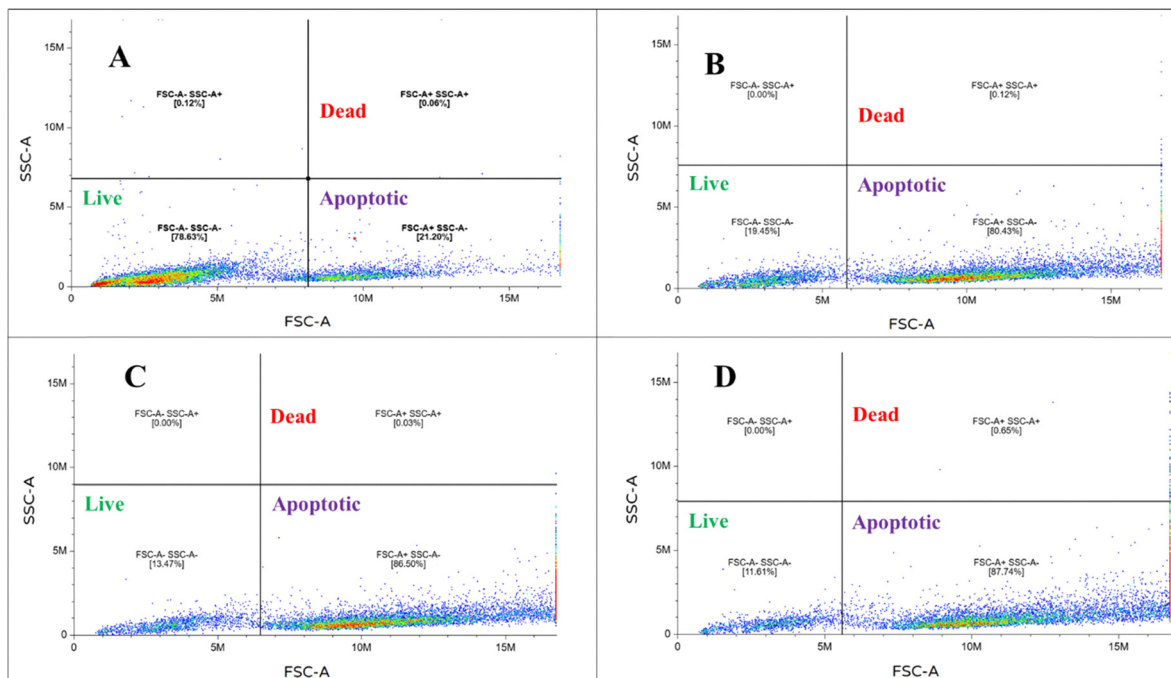 A
15M
10M
5M
0
SSC-A
FSC-A- SSC-A+
[0.12%]
FSC-A+ SSC-A+
[0.06%]
Dead
Live
Apoptotic
FSC-A- SSC-A-
[78.63%]
FSC-A+ SSC-A-
[21.20%]
0
5M
10M
15M
FSC-A
B
15M
10M
5M
0
SSC-A
FSC-A- SSC-A+
[0.00%]
FSC-A+ SSC-A+
[0.12%]
Dead
Live
Apoptotic
FSC-A- SSC-A-
[19.45%]
FSC-A+ SSC-A-
[80.43%]
0
5M
10M
15M
FSC-A
C
15M
10M
5M
0
SSC-A
FSC-A- SSC-A+
[0.00%]
Dead
FSC-A+ SSC-A+
[0.03%]
Live
Apoptotic
FSC-A- SSC-A-
[13.47%]
FSC-A+ SSC-A-
[86.50%]
0
5M
10M
15M
FSC-A
D
15M
10M
5M
0
SSC-A
FSC-A- SSC-A+
[0.00%]
Dead
FSC-A+ SSC-A+
[0.65%]
Live
Apoptotic
FSC-A- SSC-A-
[11.61%]
FSC-A+ SSC-A-
[87.74%]
0
5M
10M
15M
FSC-A